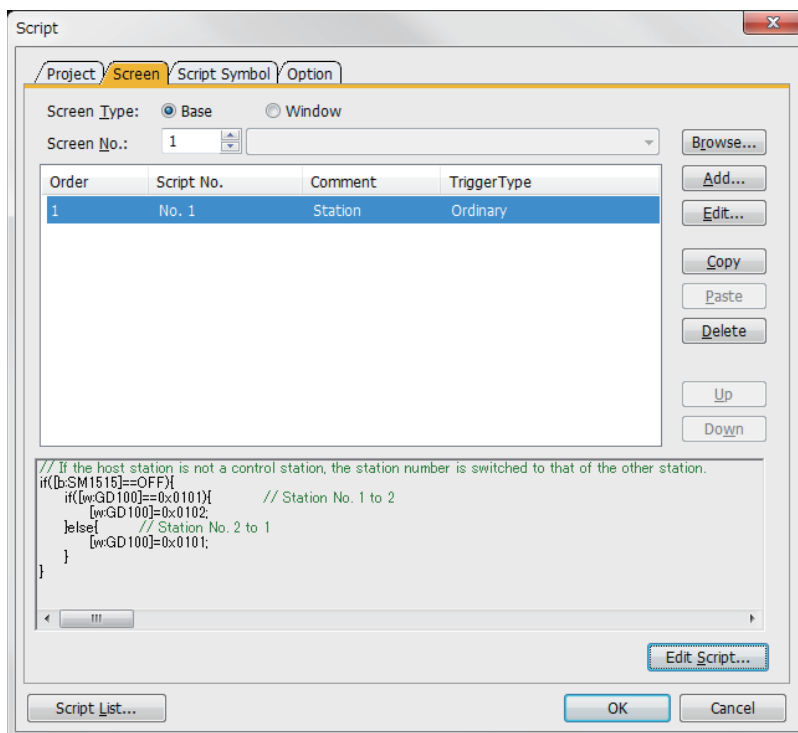 Script
Project Screen Script Symbol Option
Screen Type: Base Window
Screen No.: 1 Browse...
Order Script No. Comment TriggerType Add...
1 No. 1 Station Ordinary Edit...
Copy
Paste
Delete
Up
Down
// If the host station is not a control station, the station number is switched to that of the other station.
if([b:SM1515]==OFF){
if([w:GD100]==0x0101){ // Station No. 1 to 2
[w:GD100]=0x0102;
}else{ // Station No. 2 to 1
[w:GD100]=0x0101;
}
}
Edit Script...
Script List... OK Cancel